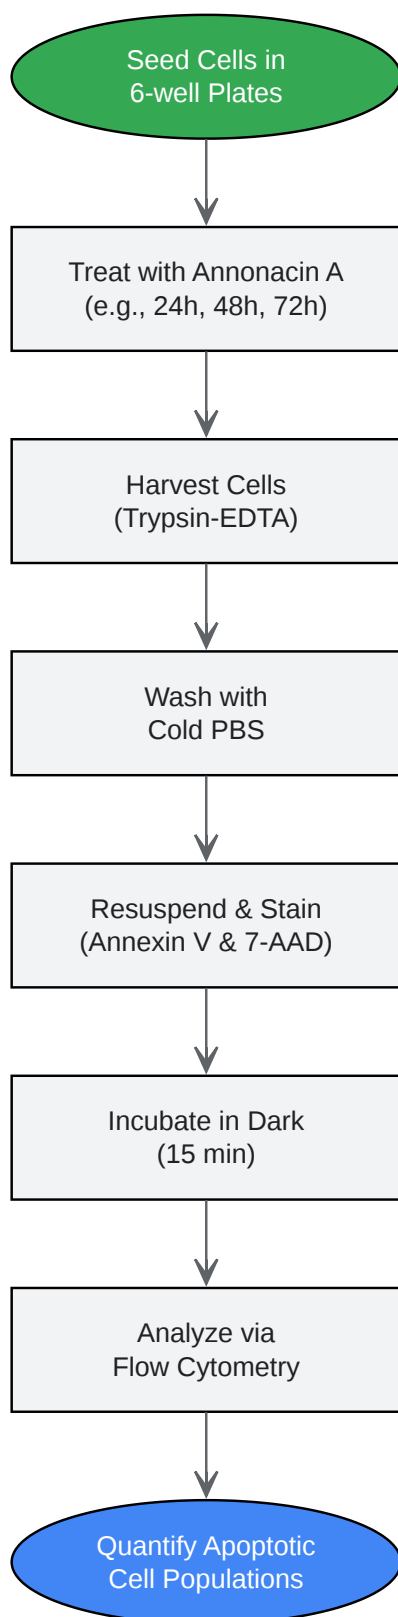 Seed Cells in
6-well Plates
Treat with Annonacin A
(e.g., 24h, 48h, 72h)
Harvest Cells
(Trypsin-EDTA)
Wash with
Cold PBS
Resuspend & Stain
(Annexin V & 7-AAD)
Incubate in Dark
(15 min)
Analyze via
Flow Cytometry
Quantify Apoptotic
Cell Populations